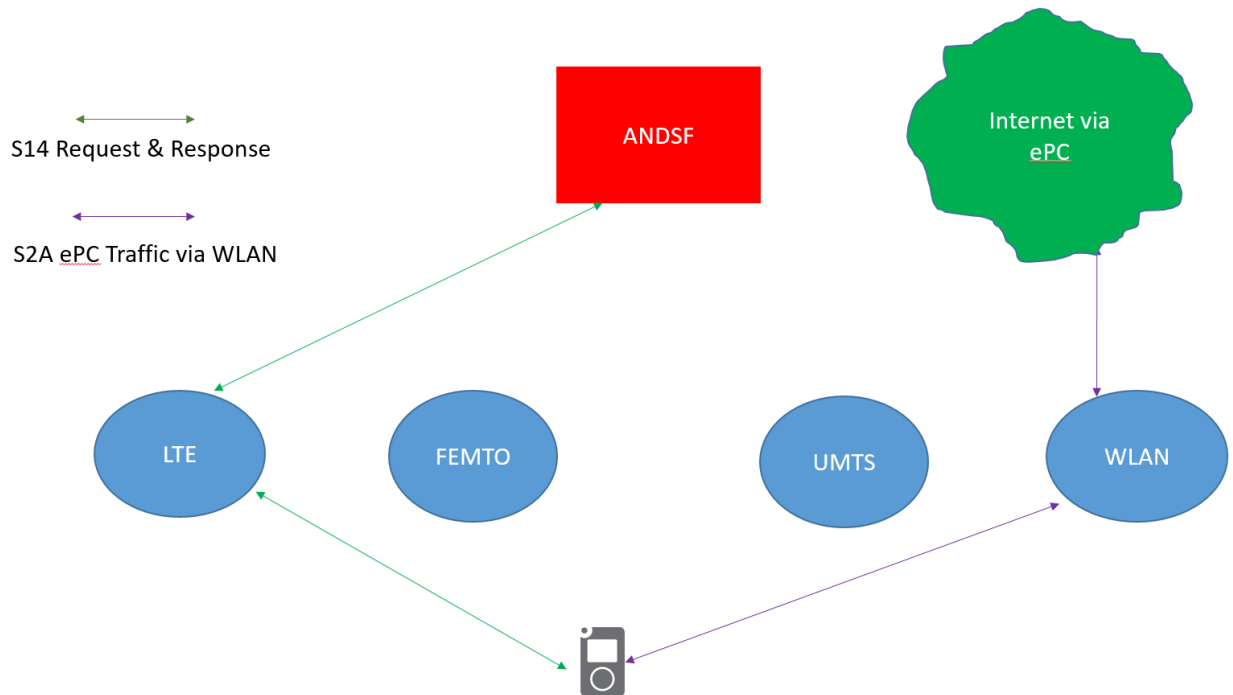 ANDSF
Internet via
ePC
S14 Request & Response
S2A ePC Traffic via WLAN
LTE
FEMTO
UMTS
WLAN